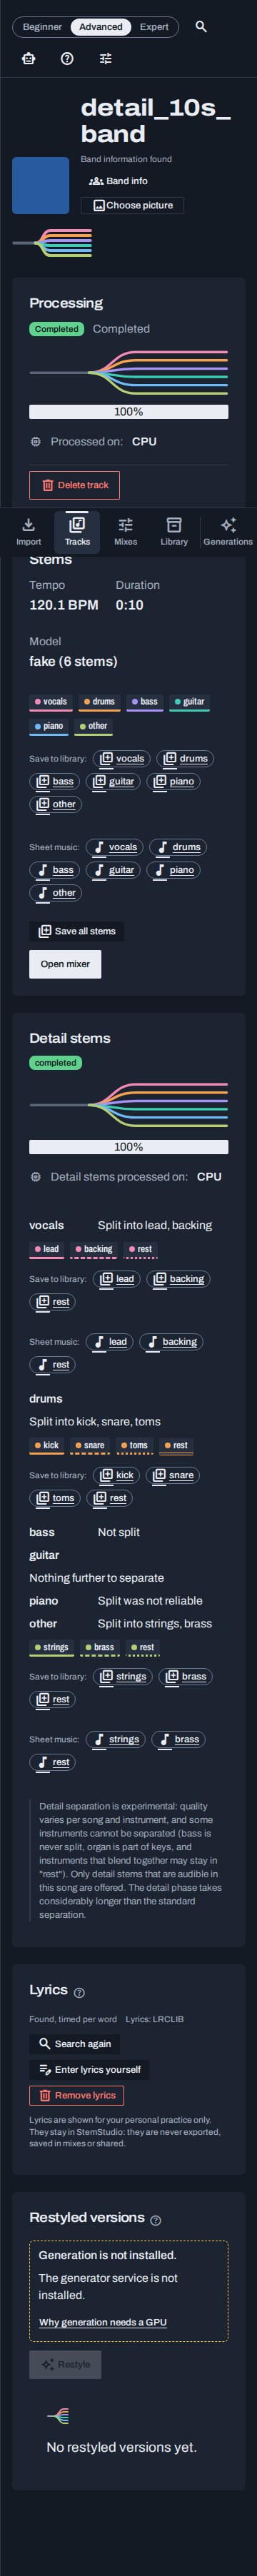 Beginner Advanced Expert
detail_10s_
band
Band information found
Band info
Choose picture
Processing
Completed Completed
100%
Processed on: CPU
Delete track
Import Tracks Mixes Library Generations
Stems
Tempo Duration
120.1 BPM 0:10
Model
fake (6 stems)
vocals drums bass guitar
piano other
Save to library: vocals drums
bass guitar piano
other
Sheet music: vocals drums
bass guitar piano
other
Save all stems
Open mixer
Detail stems
completed
100%
Detail stems processed on: CPU
vocals Split into lead, backing
lead backing rest
Save to library: lead backing
rest
Sheet music: lead backing
rest
drums
Split into kick, snare, toms
kick snare toms rest
Save to library: kick snare
toms rest
bass Not split
guitar
Nothing further to separate
piano Split was not reliable
other Split into strings, brass
strings brass rest
Save to library: strings brass
rest
Sheet music: strings brass
rest
Detail separation is experimental: quality
varies per song and instrument, and some
instruments cannot be separated (bass is
never split, organ is part of keys, and
instruments that blend together may stay in
"rest"). Only detail stems that are audible in
this song are offered. The detail phase takes
considerably longer than the standard
separation.
Lyrics
Found, timed per word Lyrics: LRCLIB
Search again
Enter lyrics yourself
Remove lyrics
Lyrics are shown for your personal practice only.
They stay in StemStudio: they are never exported,
saved in mixes or shared.
Restyled versions
Generation is not installed.
The generator service is not
installed.
Why generation needs a GPU
Restyle
No restyled versions yet.